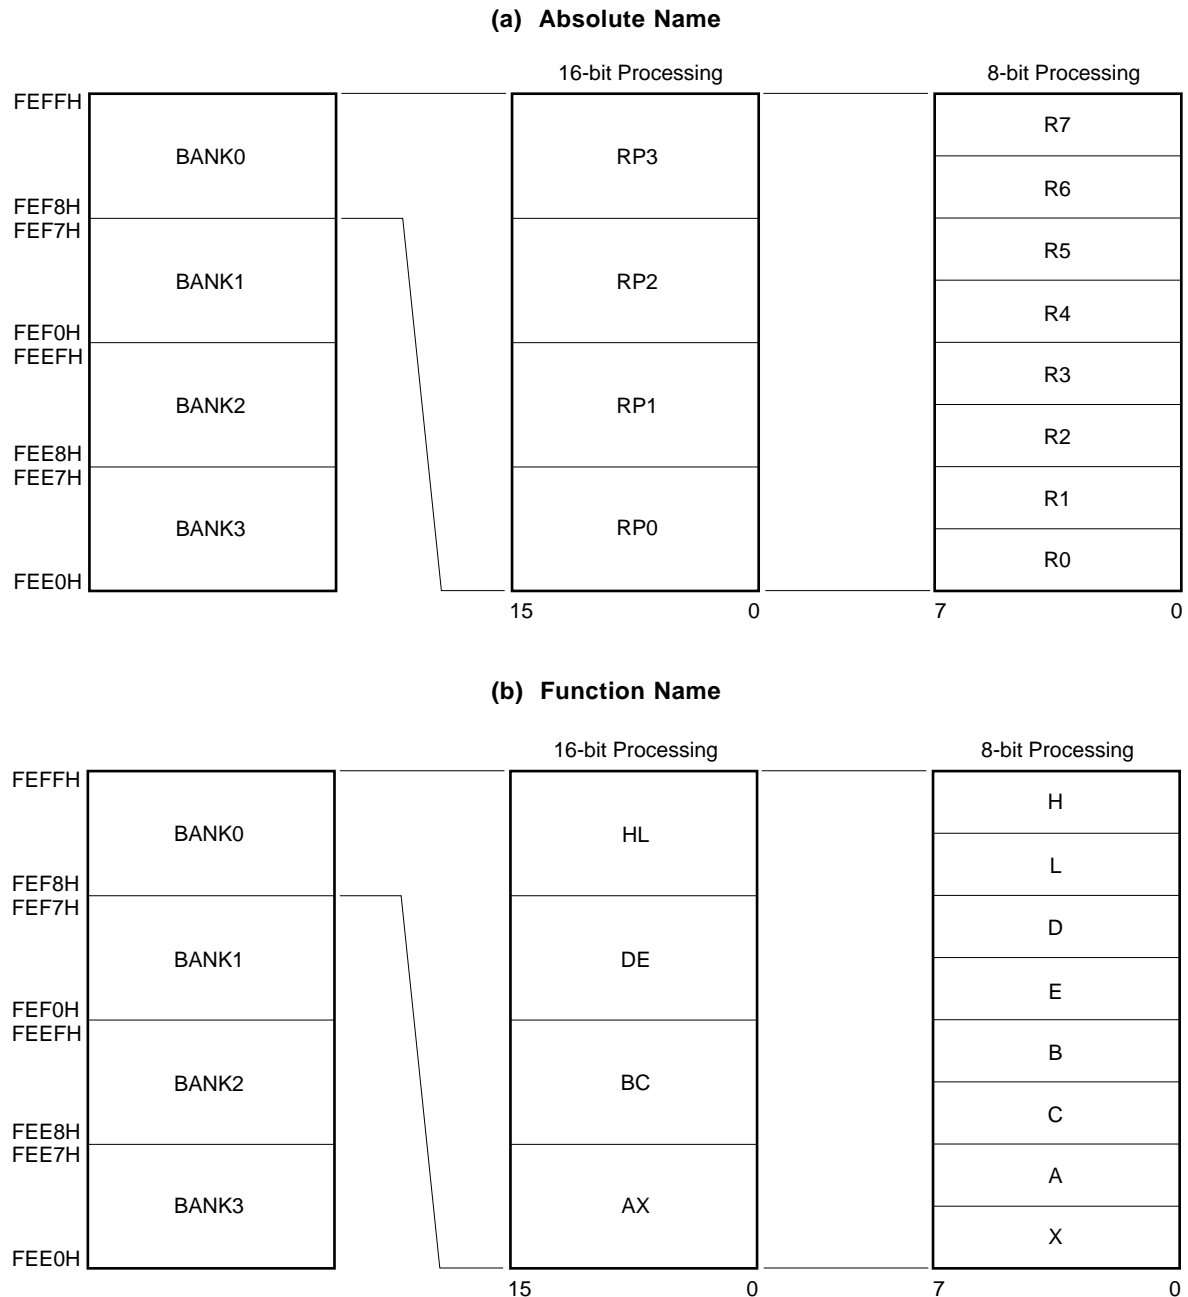 (a) Absolute Name
16-bit Processing
8-bit Processing
FEFFH
BANK0
RP3
R7
R6
FEF8H
FEF7H
BANK1
RP2
R5
R4
FEF0H
FEEFH
BANK2
RP1
R3
R2
FEE8H
FEE7H
BANK3
RP0
R1
R0
FEE0H
15 0
7 0
(b) Function Name
16-bit Processing
8-bit Processing
FEFFH
BANK0
HL
H
L
FEF8H
FEF7H
BANK1
DE
D
E
FEF0H
FEEFH
BANK2
BC
B
C
FEE8H
FEE7H
BANK3
AX
A
X
FEE0H
15 0
7 0